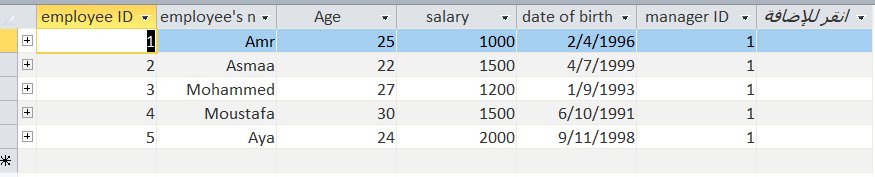 employee ID employee's n Age salary date of birth manager ID انقر للإضافة
1 Amr 25 1000 2/4/1996 1
2 Asmaa 22 1500 4/7/1999 1
3 Mohammed 27 1200 1/9/1993 1
4 Moustafa 30 1500 6/10/1991 1
5 Aya 24 2000 9/11/1998 1